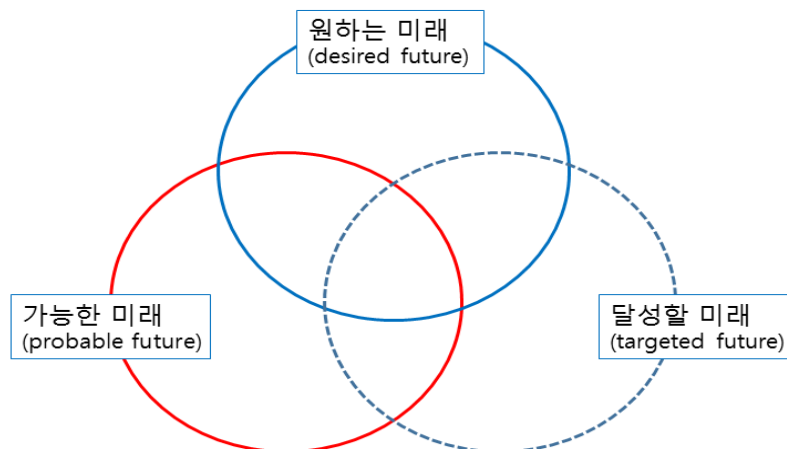 원하는 미래
(desired future)
가능한 미래
(probable future)
달성할 미래
(targeted future)